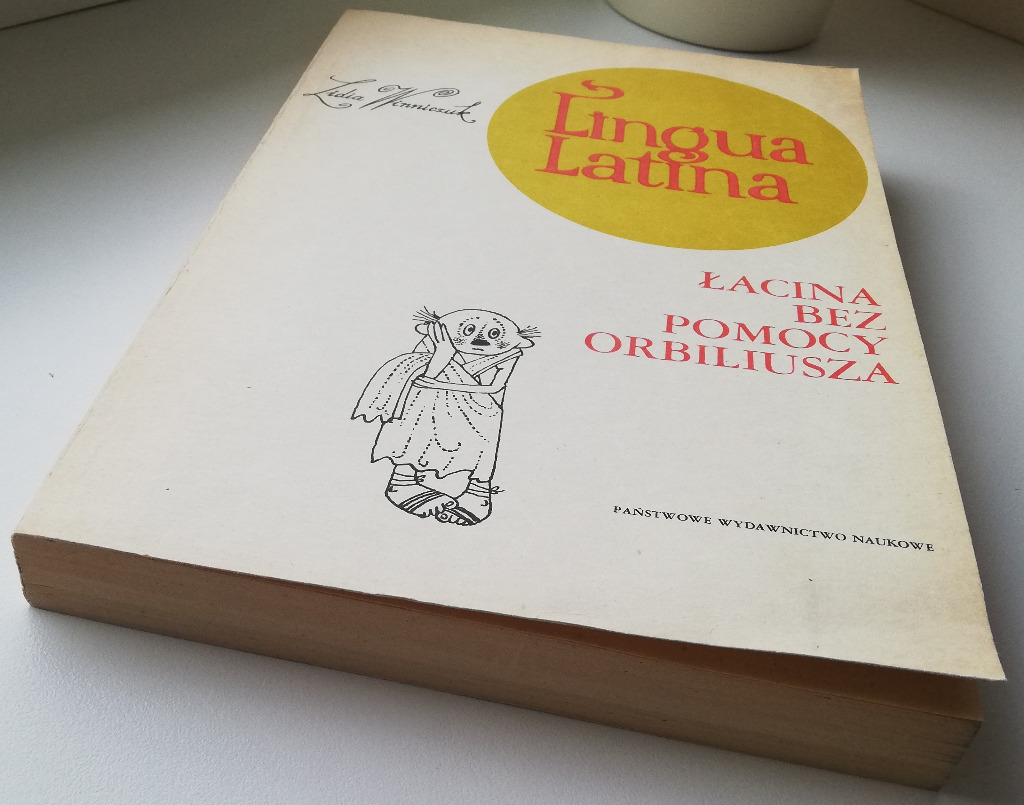 Lidia Winniczuk
Lingua
Latina
ŁACINA
BEZ
POMOCY
ORBILIUSZA
PAŃSTWOWE WYDAWNICTWO NAUKOWE